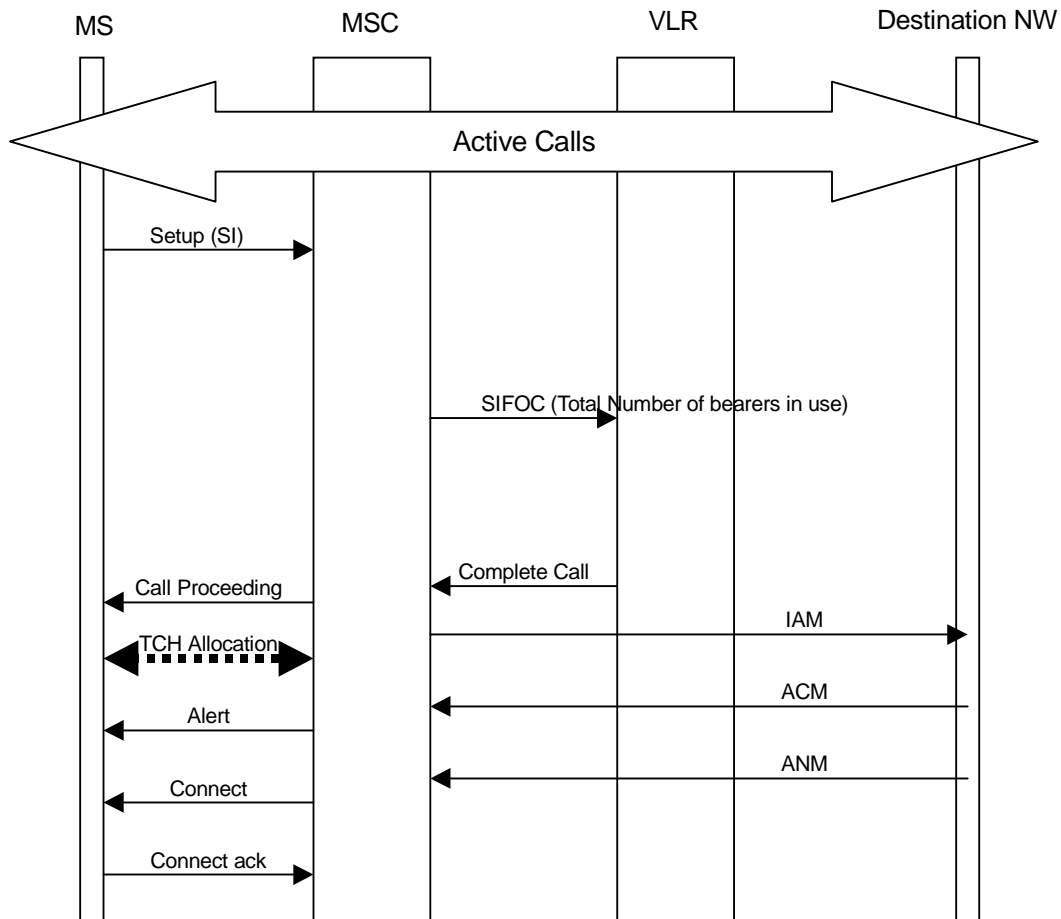 MS
MSC
VLR
Destination NW
Active Calls
Setup (SI)
SIFOC (Total Number of bearers in use)
Complete Call
Call Proceeding
IAM
TCH Allocation
ACM
Alert
ANM
Connect
Connect ack